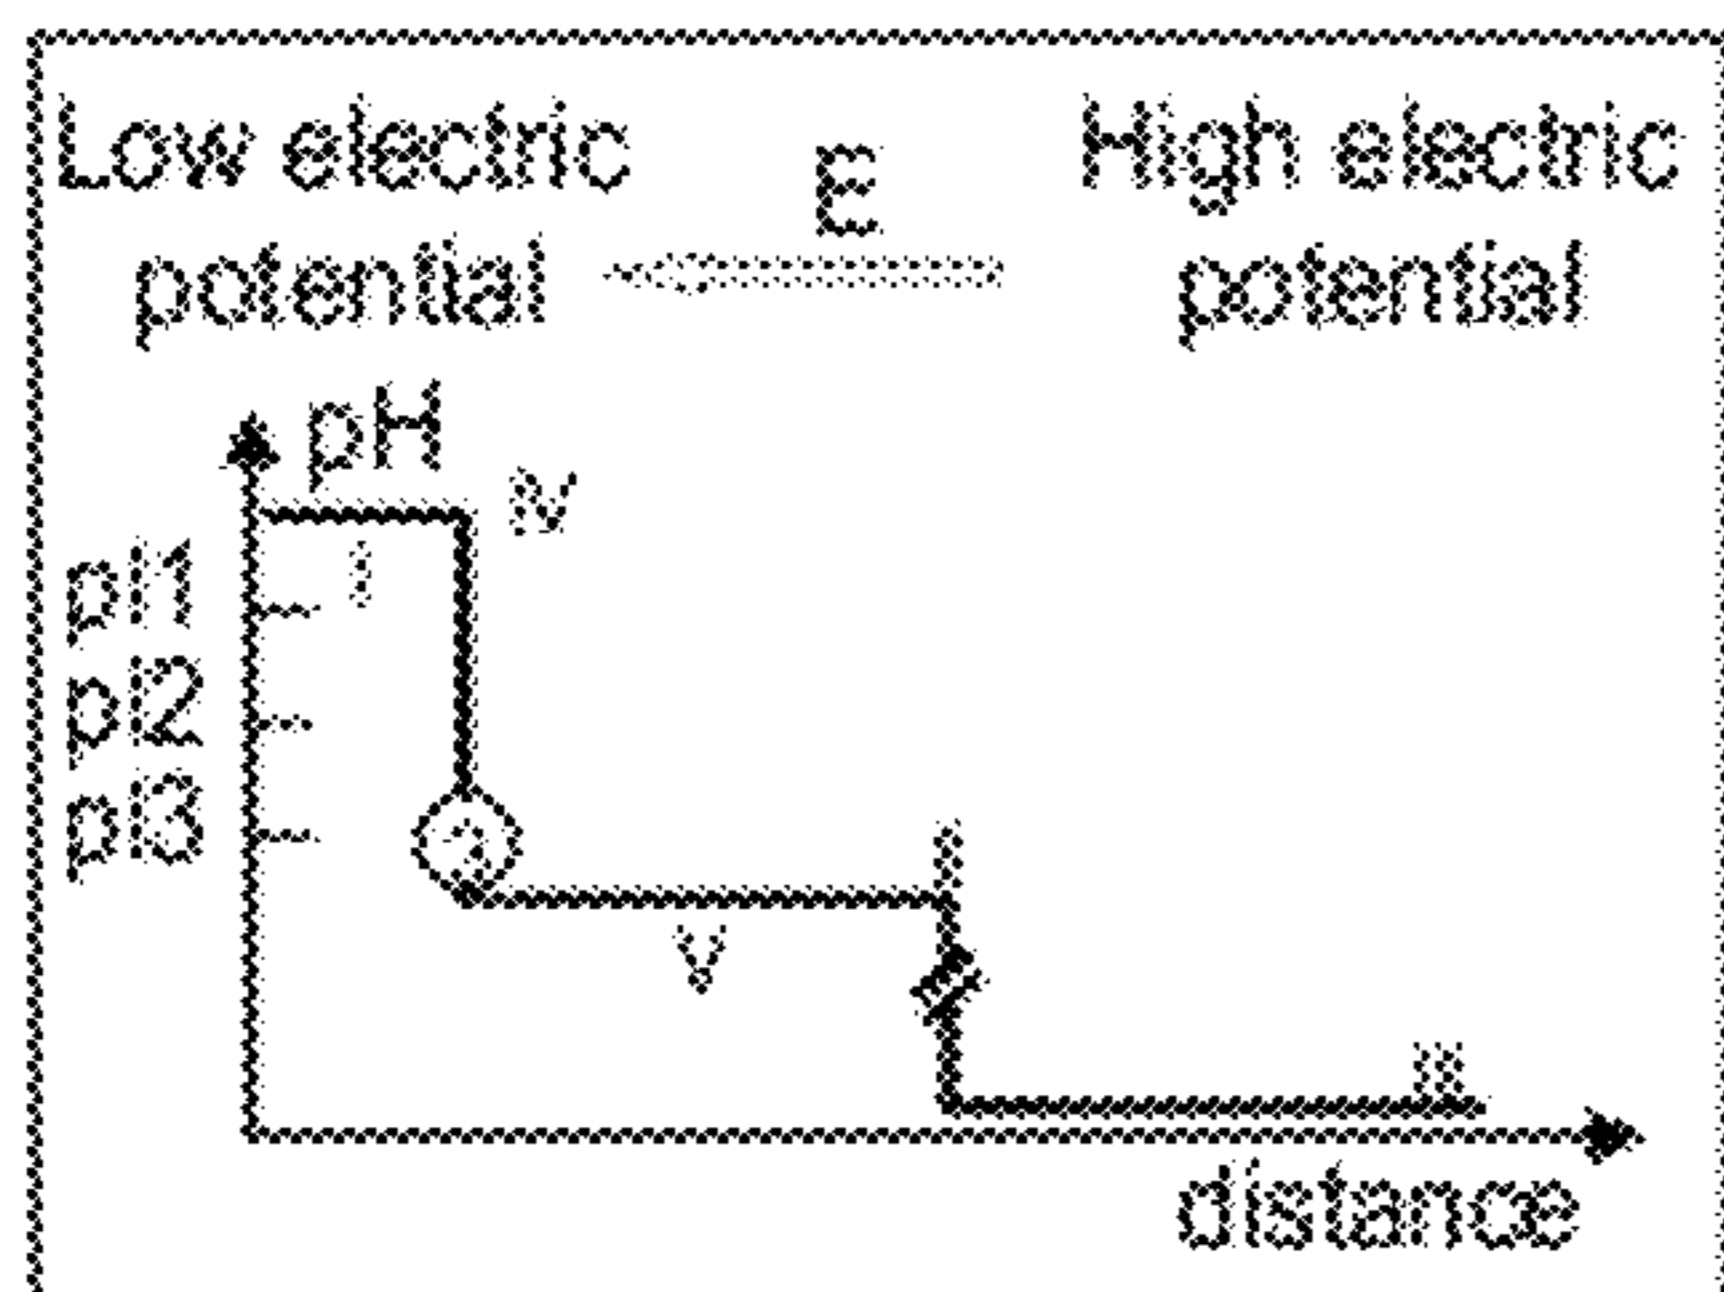 Low electric
potential
E
High electric
potential
pH
IV
I
pI1
pI2
pI3
V
distance